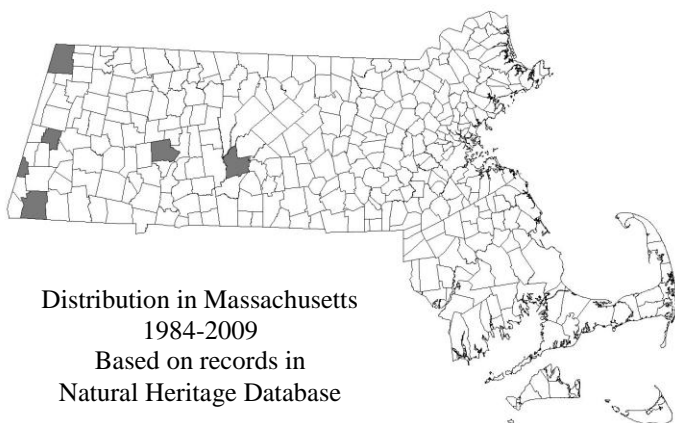 Distribution in Massachusetts
1984-2009
Based on records in
Natural Heritage Database